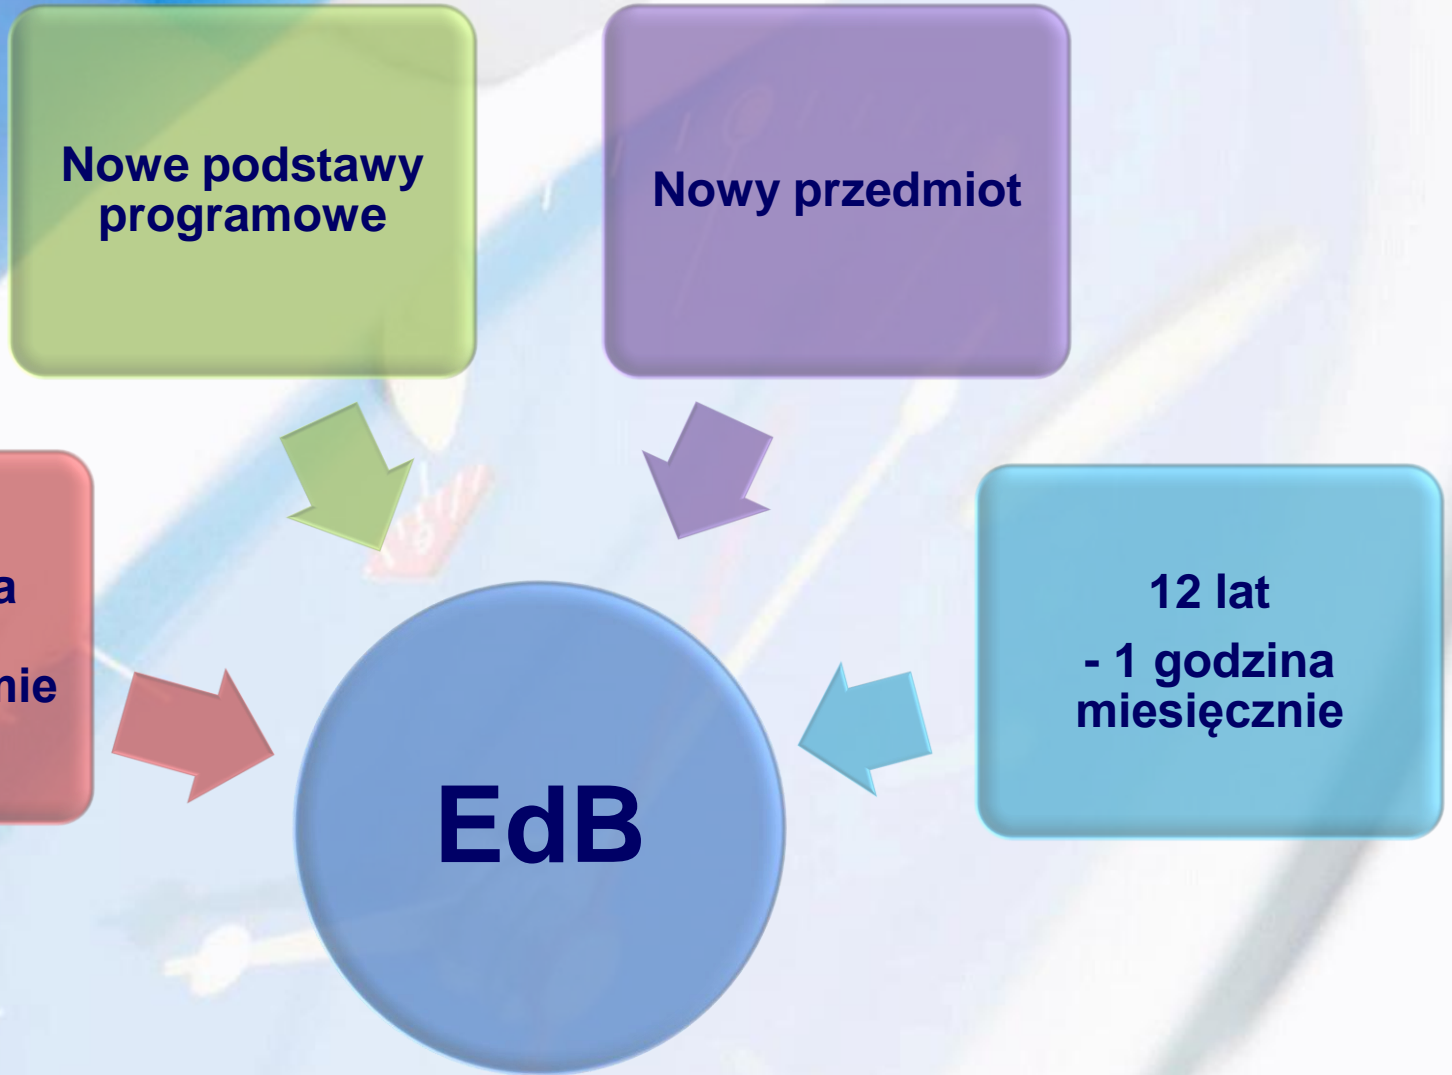 Nowe podstawy
programowe
Nowy przedmiot
12 lat
- 1 godzina
miesięcznie
EdB